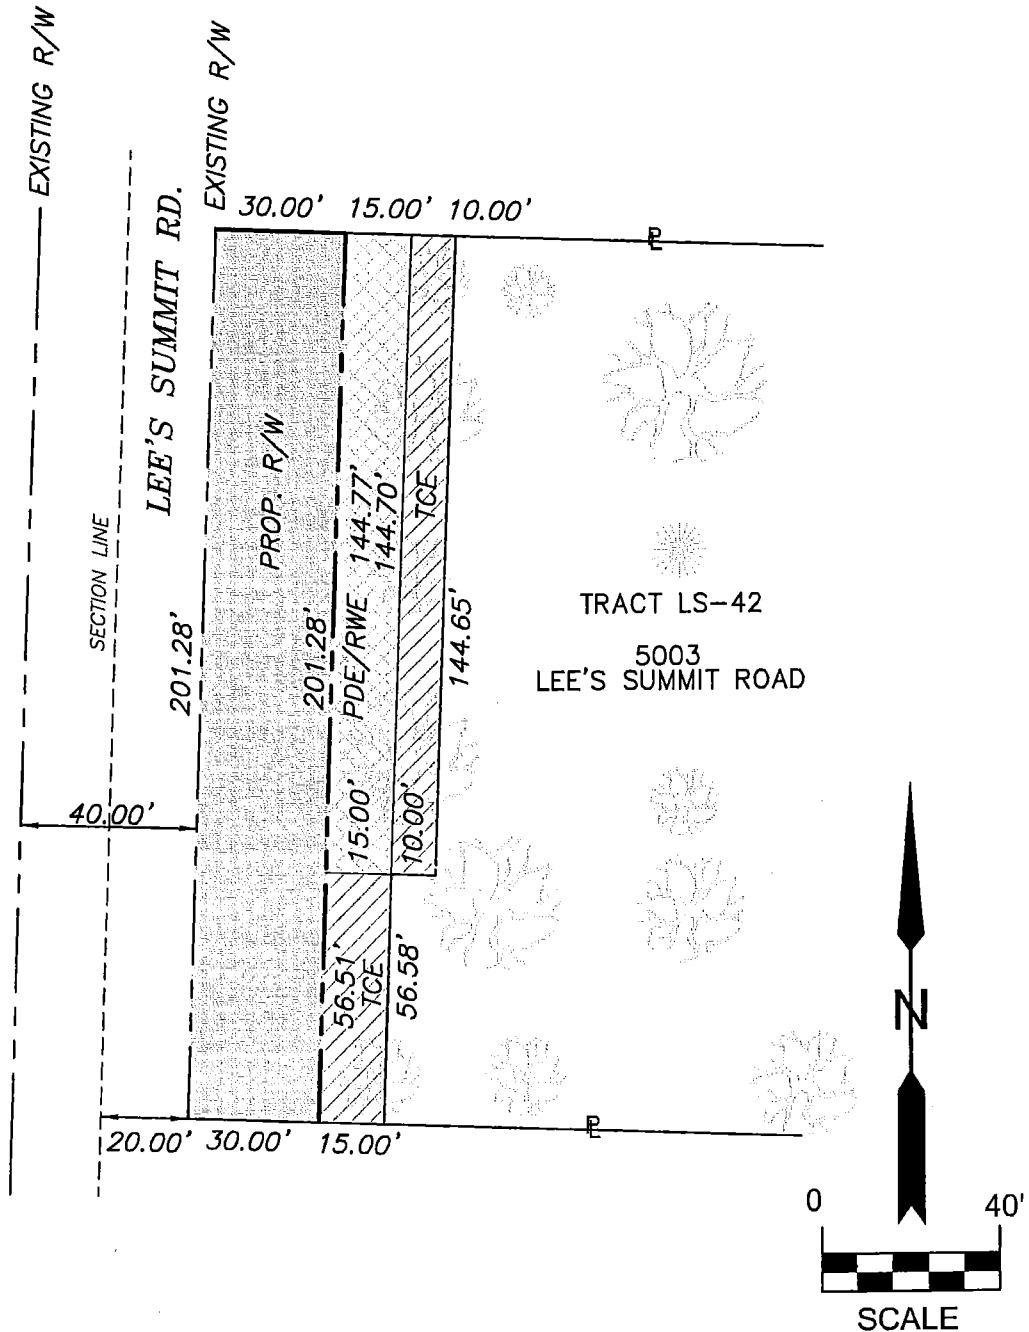 EXISTING R/W
EXISTING R/W
LEE'S SUMMIT RD.
30.00' 15.00' 10.00'
PL
PROP. R/W
SECTION LINE
201.28'
201.28'
PDE/RWE 144.77'
144.70'
TCE
144.65'
TRACT LS-42
5003
LEE'S SUMMIT ROAD
40.00'
15.00'
10.00'
56.51'
TCE
56.58'
20.00' 30.00' 15.00'
PL
N
0 40'
SCALE